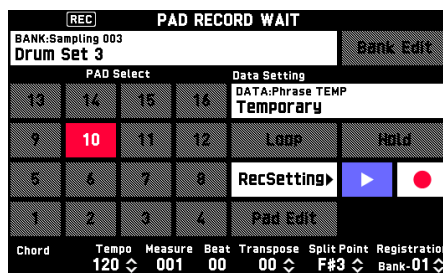 REC PAD RECORD WAIT
BANK:Sampling 003
Drum Set 3
Bank Edit
PAD Select
Data Setting
DATA:Phrase TEMP
Temporary
13 14 15 16
9 10 11 12
Loop Hold
5 6 7 8
RecSetting▸
1 2 3 4
Pad Edit
Chord Tempo Measure Beat Transpose Split Point Registration
120 001 00 00 F#3 Bank-01